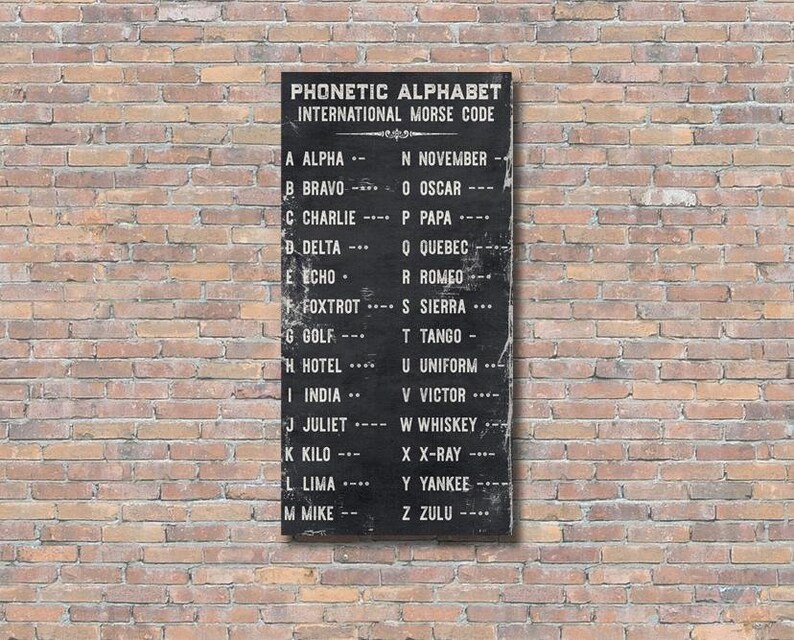 PHONETIC ALPHABET
INTERNATIONAL MORSE CODE
A ALPHA •-
B BRAVO -•••
C CHARLIE -•-•
D DELTA -••
E ECHO •
F FOXTROT ••-•
G GOLF --•
H HOTEL ••••
I INDIA ••
J JULIET •---
K KILO -•-
L LIMA •-••
M MIKE --
N NOVEMBER -•
O OSCAR ---
P PAPA •--•
Q QUEBEC --•-
R ROMEO •-•
S SIERRA •••
T TANGO -
U UNIFORM ••-
V VICTOR •••-
W WHISKEY •--
X X-RAY -••-
Y YANKEE -•--
Z ZULU --••